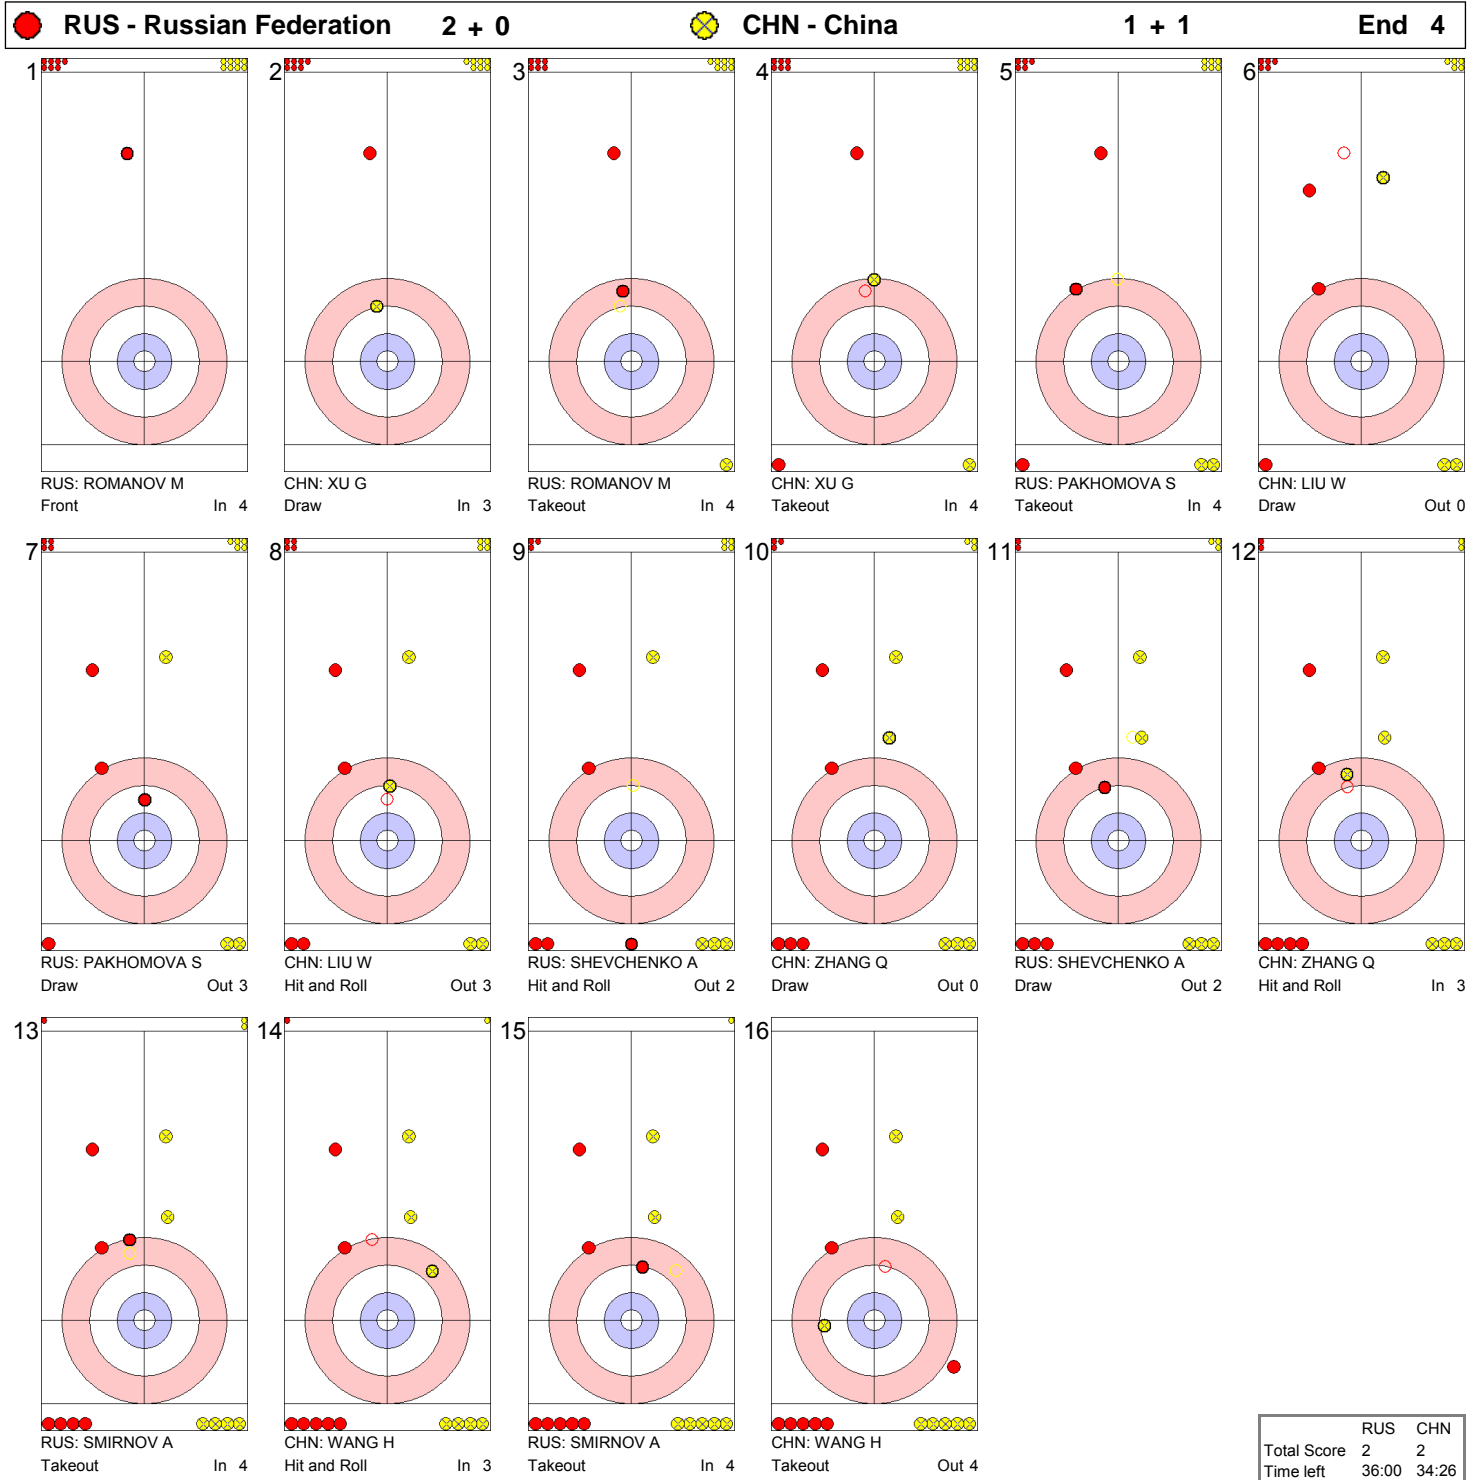 RUS - Russian Federation 2 + 0 CHN - China 1 + 1 End 4
1 2 3 4 5 6
RUS: ROMANOV M CHN: XU G RUS: ROMANOV M CHN: XU G RUS: PAKHOMOVA S CHN: LIU W
Front In 4 Draw In 3 Takeout In 4 Takeout In 4 Takeout In 4 Draw Out 0
7 8 9 10 11 12
RUS: PAKHOMOVA S CHN: LIU W RUS: SHEVCHENKO A CHN: ZHANG Q RUS: SHEVCHENKO A CHN: ZHANG Q
Draw Out 3 Hit and Roll Out 3 Hit and Roll Out 2 Draw Out 0 Draw Out 2 Hit and Roll In 3
13 14 15 16
RUS: SMIRNOV A CHN: WANG H RUS: SMIRNOV A CHN: WANG H
Takeout In 4 Hit and Roll In 3 Takeout In 4 Takeout Out 4
RUS CHN
Total Score 2 2
Time left 36:00 34:26